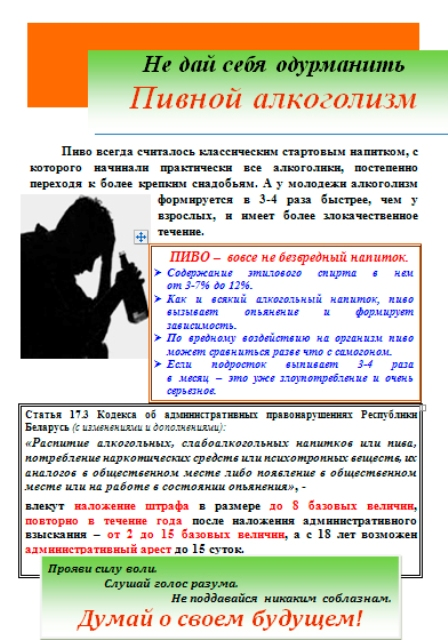 Не дай себя одурманить
Пивной алкоголизм
Пиво всегда считалось классическим стартовым напитком, с
которого начинали практически все алкоголики, постепенно
переходя к более крепким снадобьям. А у молодежи алкоголизм
формируется в 3-4 раза быстрее, чем у
взрослых, и имеет более злокачественное
течение.
ПИВО – вовсе не безвредный напиток.
➤ Содержание этилового спирта в нем
от 3-7% до 12%.
➤ Как и всякий алкогольный напиток, пиво
вызывает опьянение и формирует
зависимость.
➤ По вредному воздействию на организм пиво
может сравниться разве что с самогоном.
➤ Если подросток выпивает 3-4 раза
в месяц – это уже злоупотребление и очень
серьезное.
Статья 17.3 Кодекса об административных правонарушениях Республики
Беларусь (с изменениями и дополнениями):
«Распитие алкогольных, слабоалкогольных напитков или пива,
потребление наркотических средств или психотропных веществ, их
аналогов в общественном месте либо появление в общественном
месте или на работе в состоянии опьянения», -
влекут наложение штрафа в размере до 8 базовых величин,
повторно в течение года после наложения административного
взыскания – от 2 до 15 базовых величин, а с 18 лет возможен
административный арест до 15 суток.
Прояви силу воли.
Слушай голос разума.
Не поддавайся никаким соблазнам.
Думай о своем будущем!